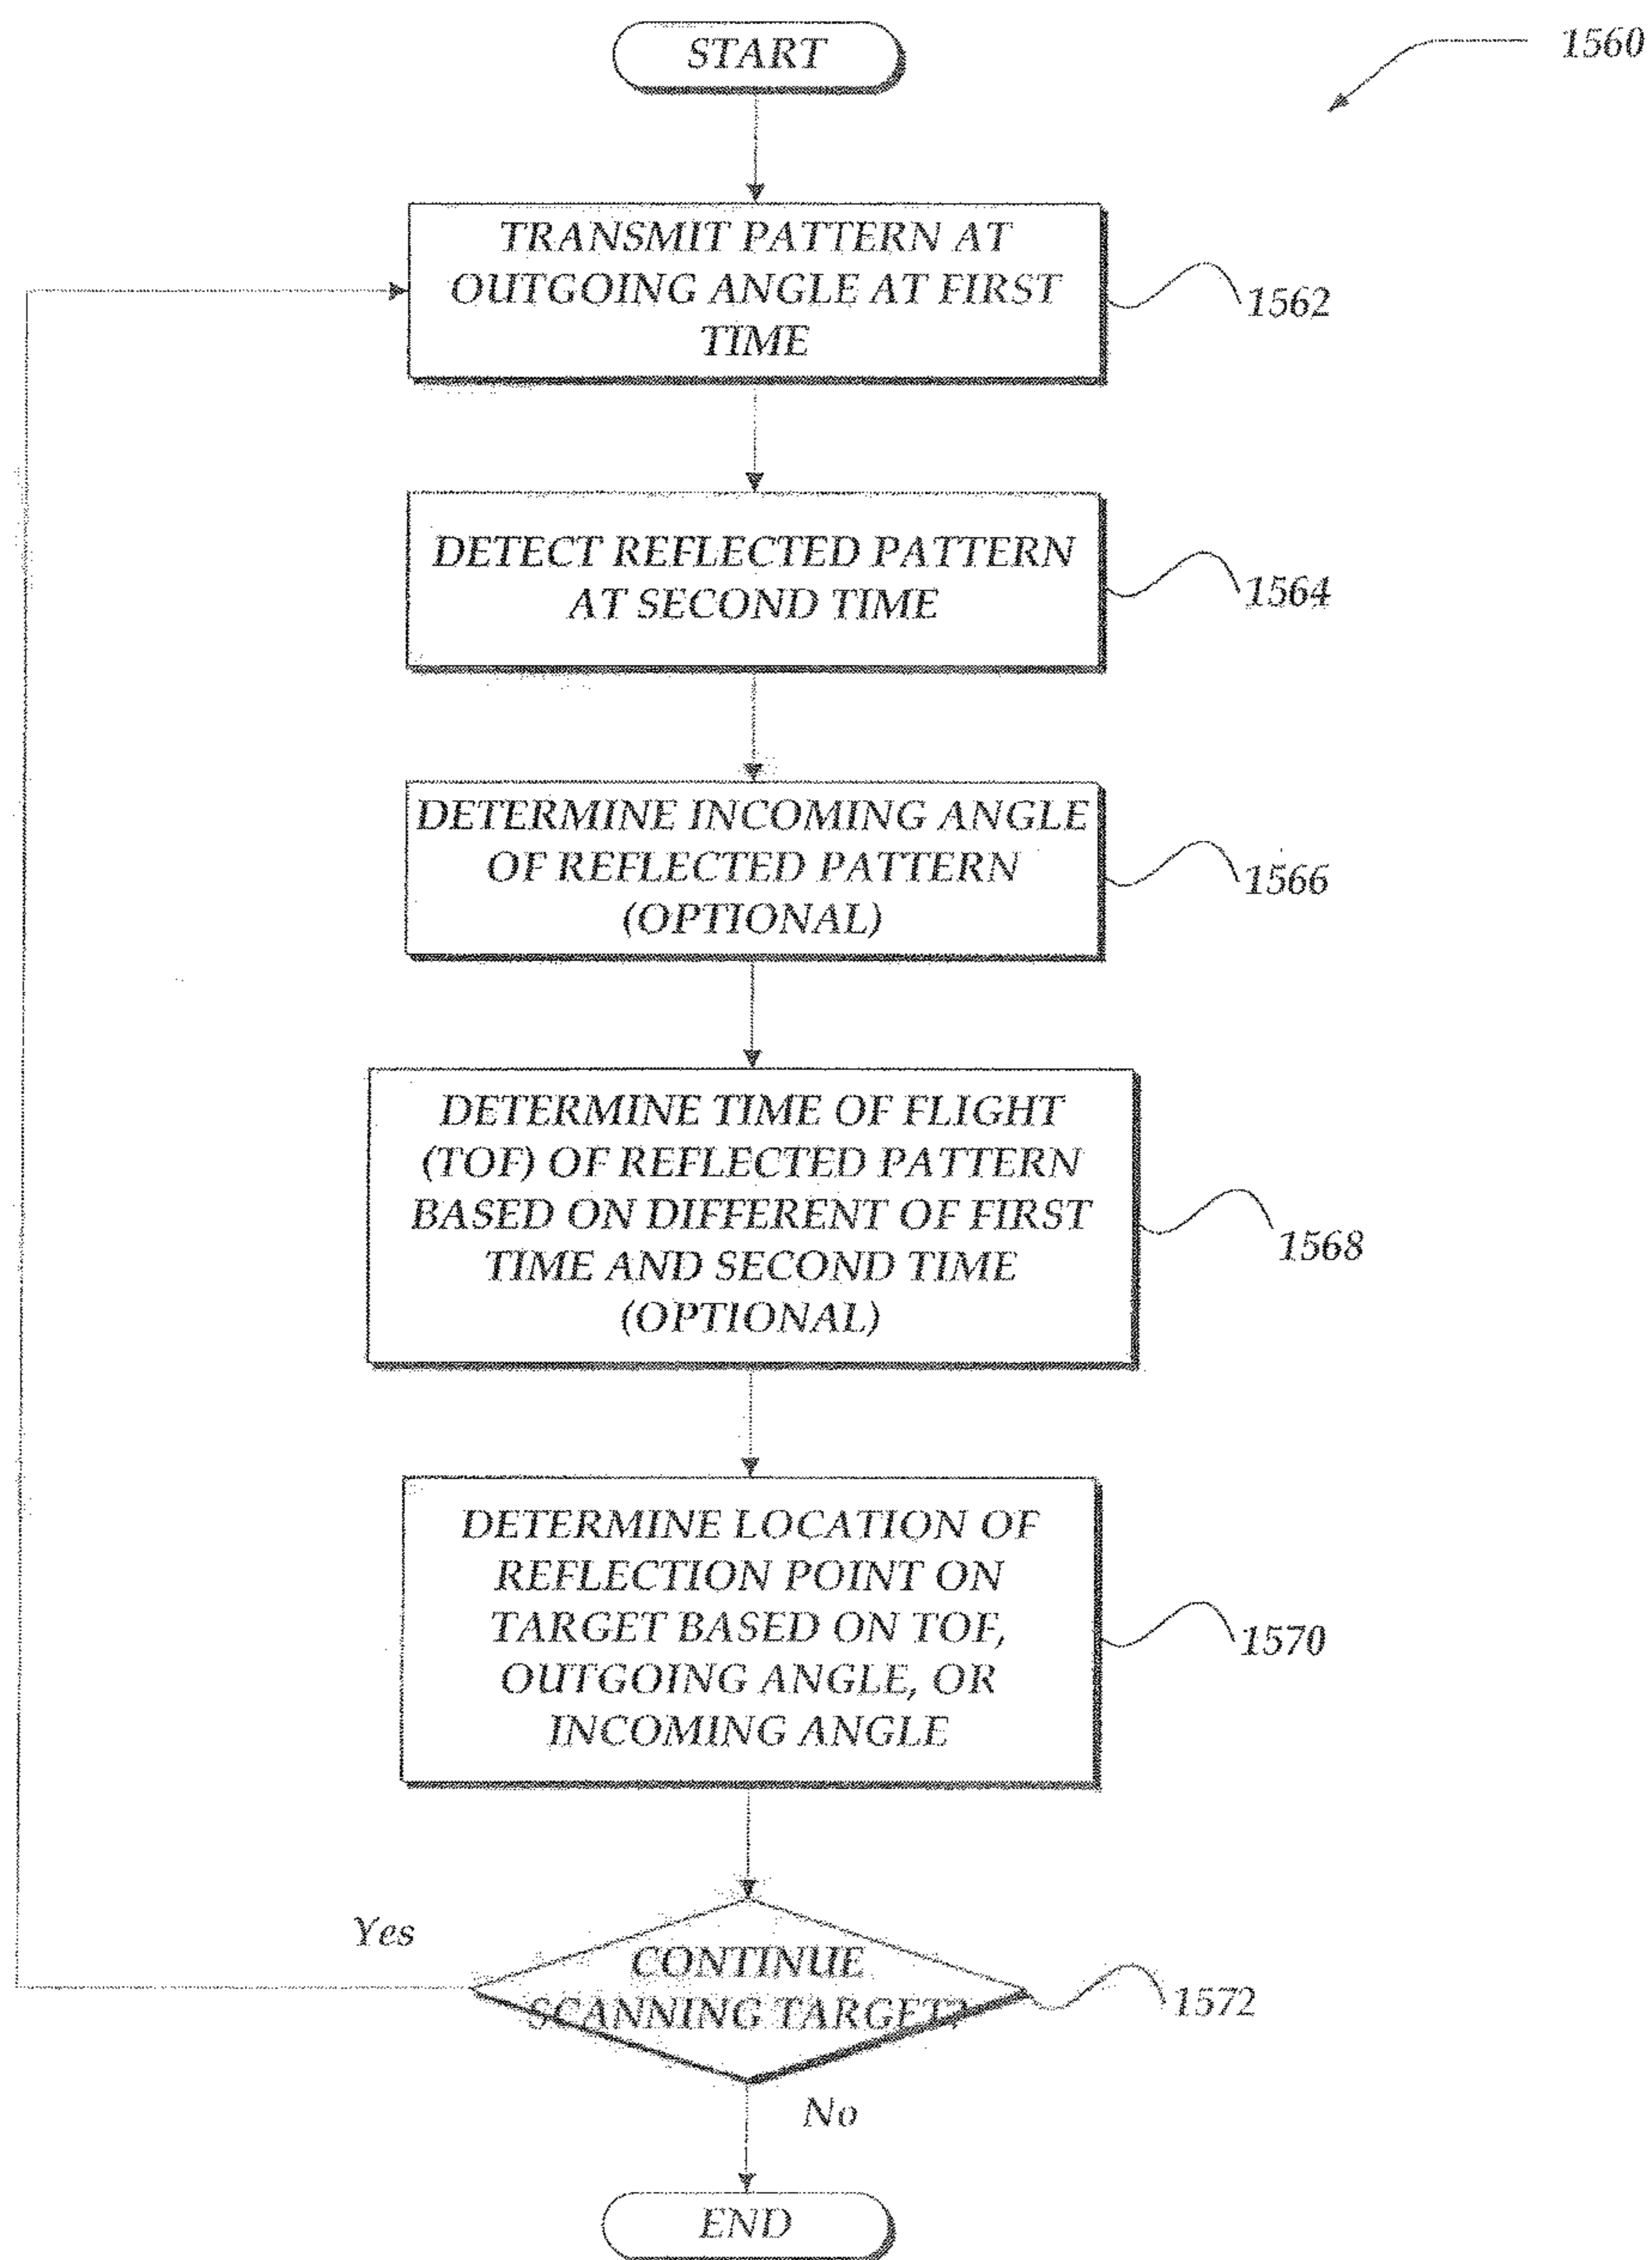 START
1560
TRANSMIT PATTERN AT
OUTGOING ANGLE AT FIRST
TIME
1562
DETECT REFLECTED PATTERN
AT SECOND TIME
1564
DETERMINE INCOMING ANGLE
OF REFLECTED PATTERN
(OPTIONAL)
1566
DETERMINE TIME OF FLIGHT
(TOF) OF REFLECTED PATTERN
BASED ON DIFFERENT OF FIRST
TIME AND SECOND TIME
(OPTIONAL)
1568
DETERMINE LOCATION OF
REFLECTION POINT ON
TARGET BASED ON TOF,
OUTGOING ANGLE, OR
INCOMING ANGLE
1570
Yes
CONTINUE
SCANNING TARGET?
1572
No
END